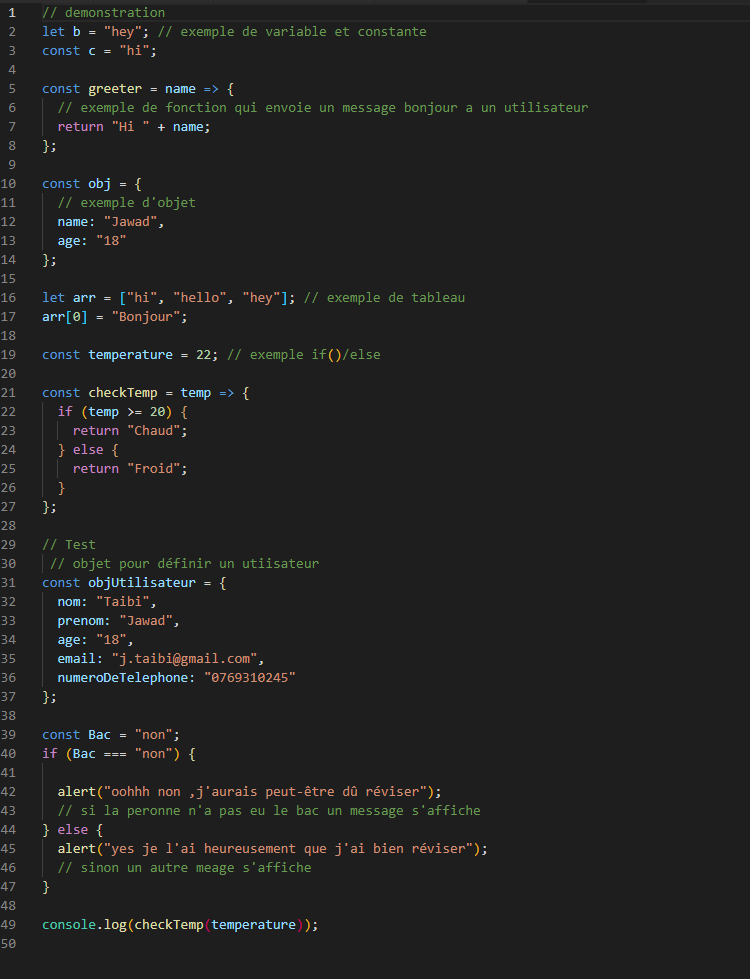 1 // demonstration
2 let b = "hey"; // exemple de variable et constante
3 const c = "hi";
4
5 const greeter = name => {
6 // exemple de fonction qui envoie un message bonjour a un utilisateur
7 return "Hi " + name;
8 };
9
10 const obj = {
11 // exemple d'objet
12 name: "Jawad",
13 age: "18"
14 };
15
16 let arr = ["hi", "hello", "hey"]; // exemple de tableau
17 arr[0] = "Bonjour";
18
19 const temperature = 22; // exemple if()/else
20
21 const checkTemp = temp => {
22 if (temp >= 20) {
23 return "Chaud";
24 } else {
25 return "Froid";
26 }
27 };
28
29 // Test
30 // objet pour définir un utiisateur
31 const objUtilisateur = {
32 nom: "Taibi",
33 prenom: "Jawad",
34 age: "18",
35 email: "j.taibi@gmail.com",
36 numeroDeTelephone: "0769310245"
37 };
38
39 const Bac = "non";
40 if (Bac === "non") {
41
42 alert("oohhh non ,j'aurais peut-être dû réviser");
43 // si la peronne n'a pas eu le bac un message s'affiche
44 } else {
45 alert("yes je l'ai heureusement que j'ai bien réviser");
46 // sinon un autre meage s'affiche
47 }
48
49 console.log(checkTemp(temperature));
50